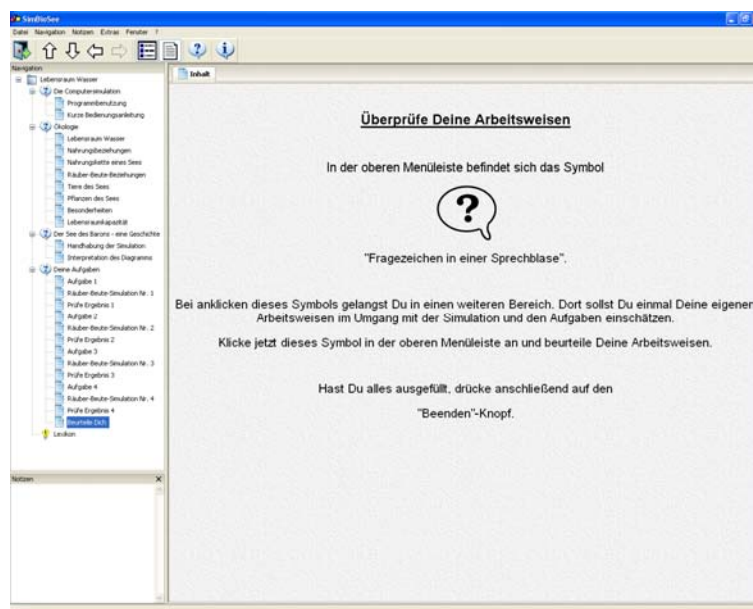 SimBioSee
Datei Navigation Notizen Extras Fenster ?
Navigation
Lebensraum Wasser
Die Computersimulation
Programmbenutzung
Kurze Bedienungsanleitung
Ökologie
Lebensraum Wasser
Nahrungsbeziehungen
Nahrungskette eines Sees
Räuber-Beute-Beziehungen
Tiere des Sees
Pflanzen des Sees
Besonderheiten
Lebensraumkapazität
Der See des Barons - eine Geschichte
Handhabung der Simulation
Interpretation des Diagramms
Deine Aufgaben
Aufgabe 1
Räuber-Beute-Simulation Nr. 1
Prüfe Ergebnis 1
Aufgabe 2
Räuber-Beute-Simulation Nr. 2
Prüfe Ergebnis 2
Aufgabe 3
Räuber-Beute-Simulation Nr. 3
Prüfe Ergebnis 3
Aufgabe 4
Räuber-Beute-Simulation Nr. 4
Prüfe Ergebnis 4
Beurteile Dich
Lexikon
Notizen
Inhalt
Überprüfe Deine Arbeitsweisen
In der oberen Menüleiste befindet sich das Symbol
?
"Fragezeichen in einer Sprechblase".
Bei anklicken dieses Symbols gelangst Du in einen weiteren Bereich. Dort sollst Du einmal Deine eigenen
Arbeitsweisen im Umgang mit der Simulation und den Aufgaben einschätzen.
Klicke jetzt dieses Symbol in der oberen Menüleiste an und beurteile Deine Arbeitsweisen.
Hast Du alles ausgefüllt, drücke anschließend auf den
"Beenden"-Knopf.